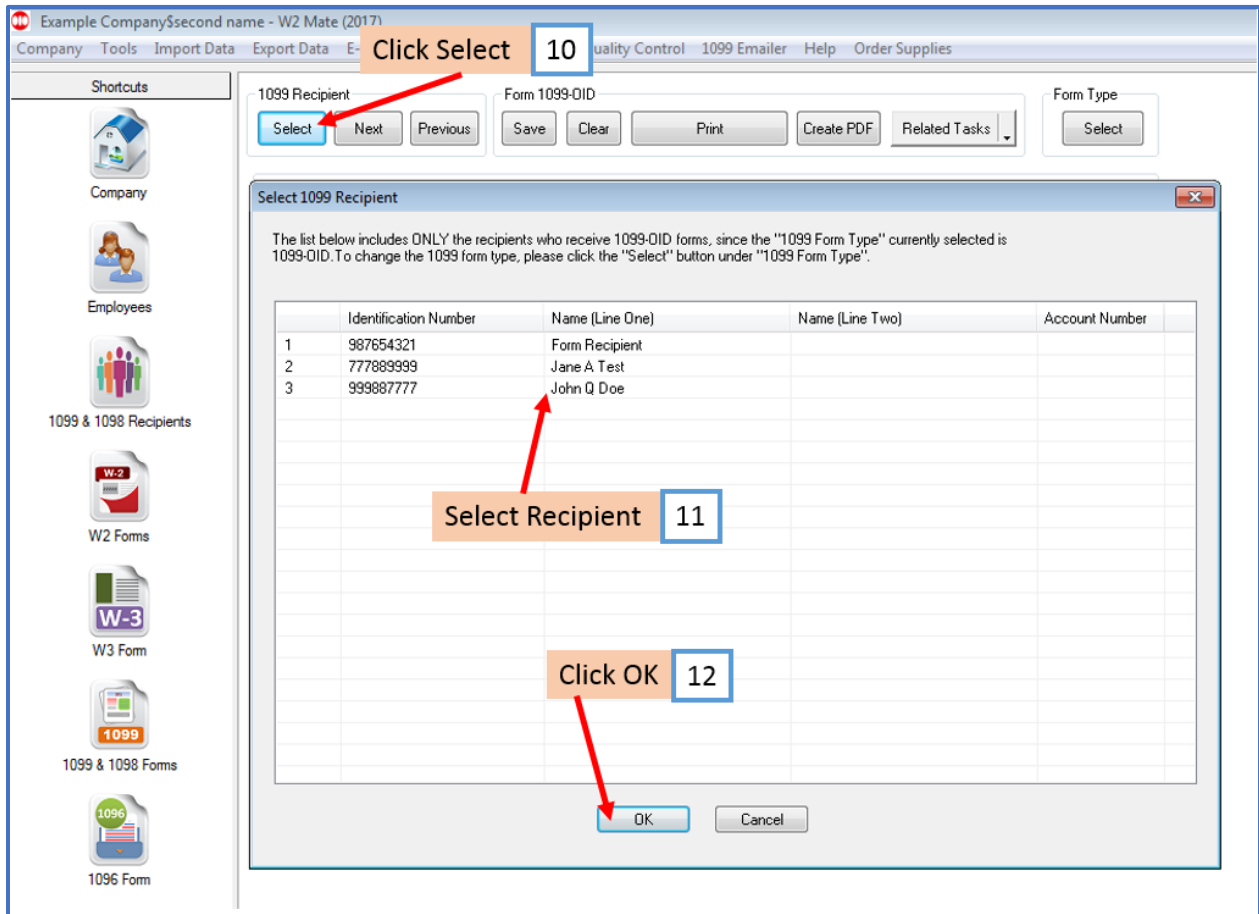 Example Company$second name - W2 Mate (2017)
Company Tools Import Data Export Data E- uality Control 1099 Emailer Help Order Supplies
Click Select 10
Shortcuts
Company
Employees
1099 & 1098 Recipients
W-2
W2 Forms
W-3
W3 Form
1099
1099 & 1098 Forms
1096
1096 Form
1099 Recipient Form 1099-OID Form Type
Select Next Previous Save Clear Print Create PDF Related Tasks Select
Select 1099 Recipient
The list below includes ONLY the recipients who receive 1099-OID forms, since the "1099 Form Type" currently selected is
1099-OID.To change the 1099 form type, please click the "Select" button under "1099 Form Type".
Identification Number Name (Line One) Name (Line Two) Account Number
1 987654321 Form Recipient
2 777889999 Jane A Test
3 999887777 John Q Doe
Select Recipient 11
Click OK 12
OK Cancel